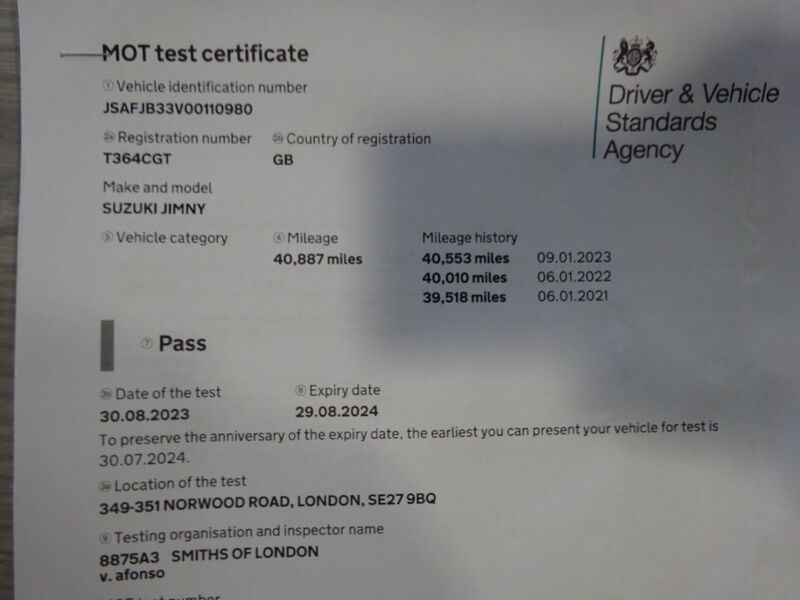 MOT test certificate
① Vehicle identification number
JSAFJB33V00110980
Registration number Country of registration
T364CGT GB
Make and model
SUZUKI JIMNY
③ Vehicle category ④ Mileage Mileage history
40,887 miles 40,553 miles 09.01.2023
40,010 miles 06.01.2022
39,518 miles 06.01.2021
⑦ Pass
Date of the test ⑧ Expiry date
30.08.2023 29.08.2024
To preserve the anniversary of the expiry date, the earliest you can present your vehicle for test is
30.07.2024.
Location of the test
349-351 NORWOOD ROAD, LONDON, SE27 9BQ
⑨ Testing organisation and inspector name
8875A3 SMITHS OF LONDON
v. afonso
Driver & Vehicle
Standards
Agency